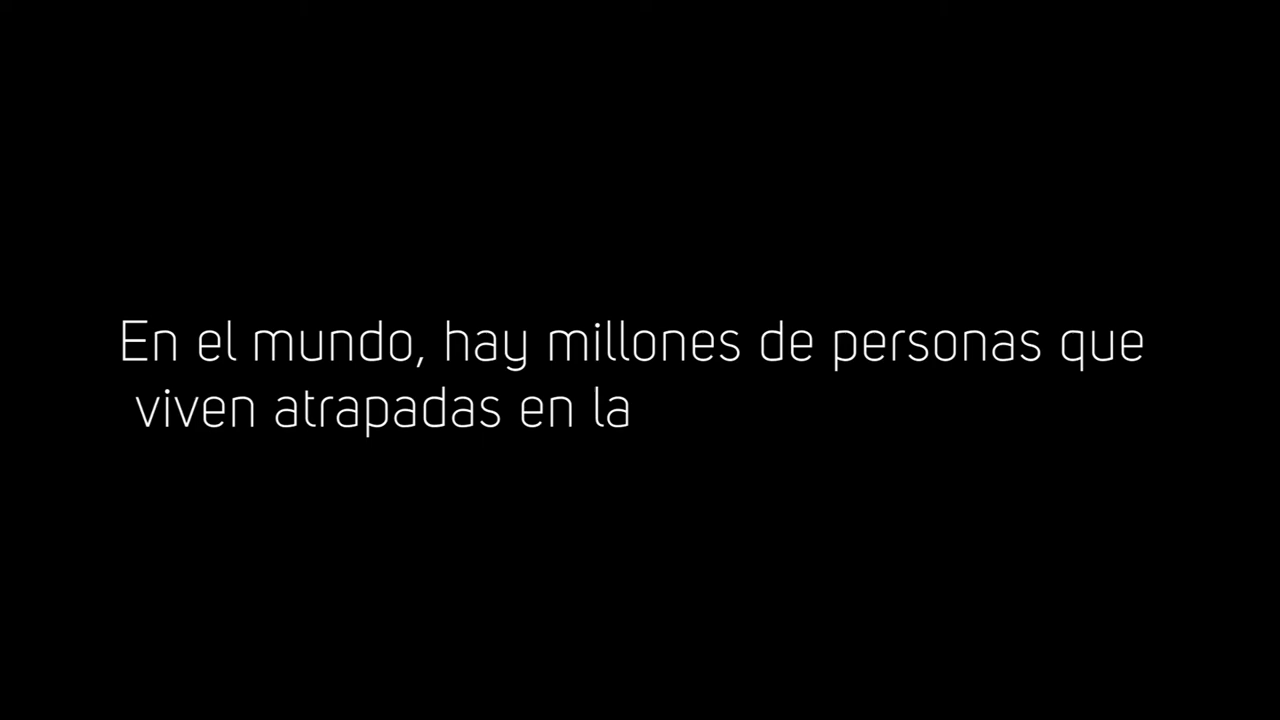 En el mundo, hay millones de personas que
viven atrapadas en la